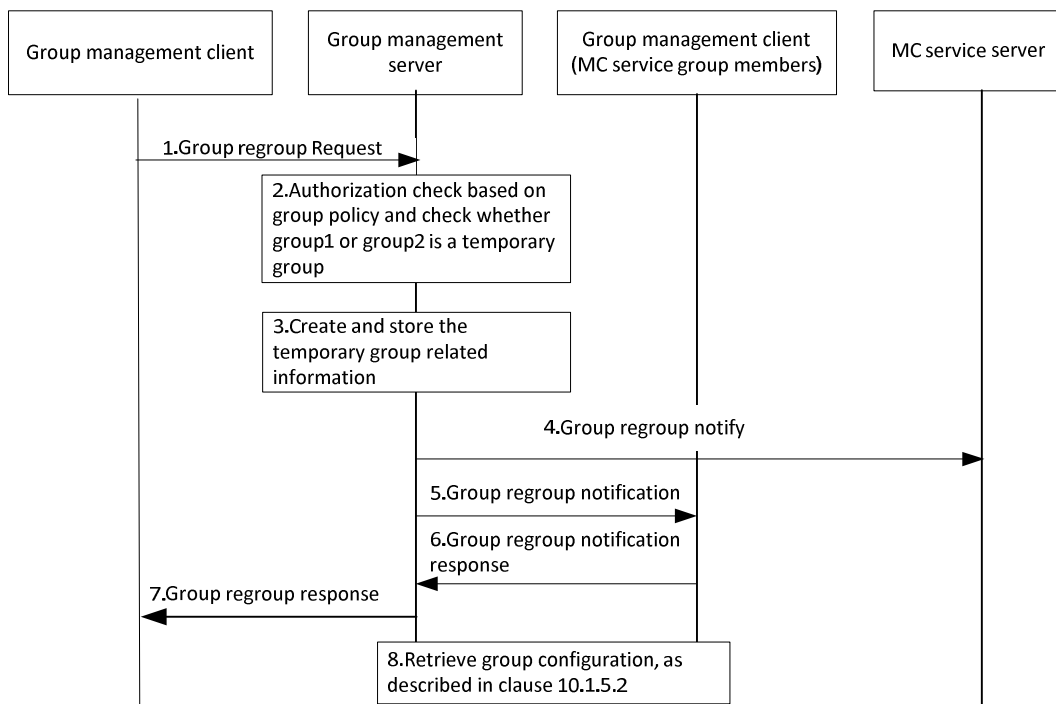 Group management client
Group management
server
Group management client
(MC service group members)
MC service server
1.Group regroup Request
2.Authorization check based on
group policy and check whether
group1 or group2 is a temporary
group
3.Create and store the
temporary group related
information
4.Group regroup notify
5.Group regroup notification
6.Group regroup notification
response
7.Group regroup response
8.Retrieve group configuration, as
described in clause 10.1.5.2